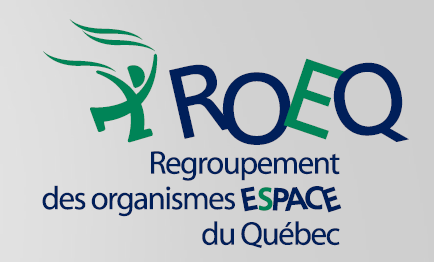 ROEQ
Regroupement
des organismes ESPACE
du Québec